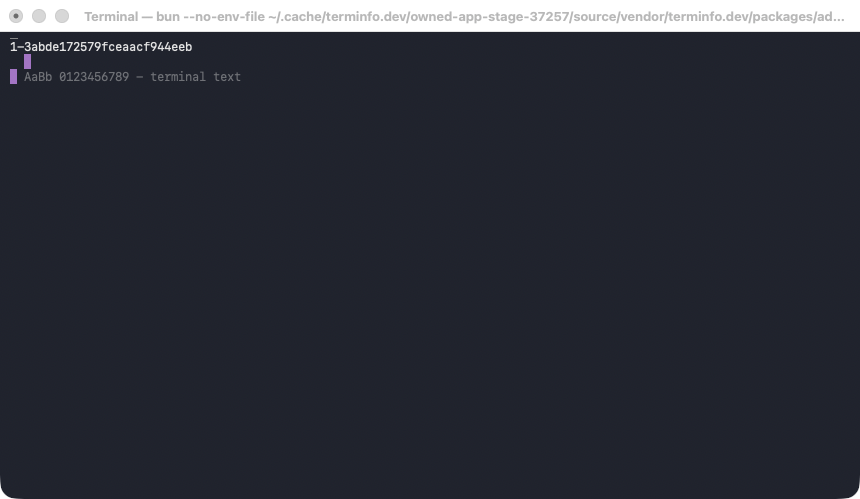 Terminal — bun --no-env-file ~/.cache/terminfo.dev/owned-app-stage-37257/source/vendor/terminfo.dev/packages/ad...
1-3abde172579fceaacf944eeb
AaBb 0123456789 — terminal text